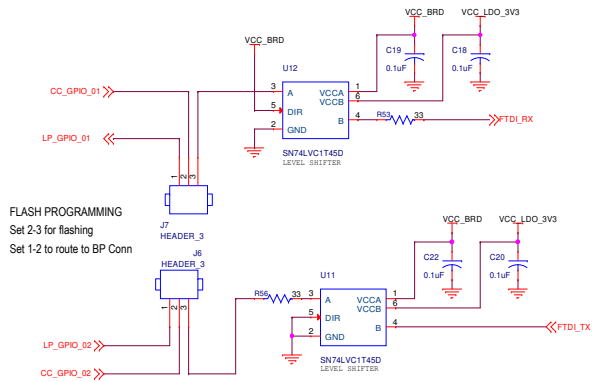 VCC_BRD VCC_LDO_3V3
VCC_BRD
C19 C18
U12
0.1uF 0.1uF
CC_GPIO_01 3 A VCCA 1
VCCB 6
5 DIR
B 4 R53 33 FTDI_RX
2 GND
LP_GPIO_01
SN74LVC1T45D
LEVEL SHIFTER
1 2 3
FLASH PROGRAMMING
Set 2-3 for flashing
Set 1-2 to route to BP Conn
J7
HEADER_3
VCC_BRD VCC_LDO_3V3
J6
HEADER_3
C22 C20
U11
0.1uF 0.1uF
R56 33 3 A VCCA 1
VCCB 6
5 DIR
B 4 FTDI_TX
2 GND
1 2 3
LP_GPIO_02
SN74LVC1T45D
LEVEL SHIFTER
CC_GPIO_02